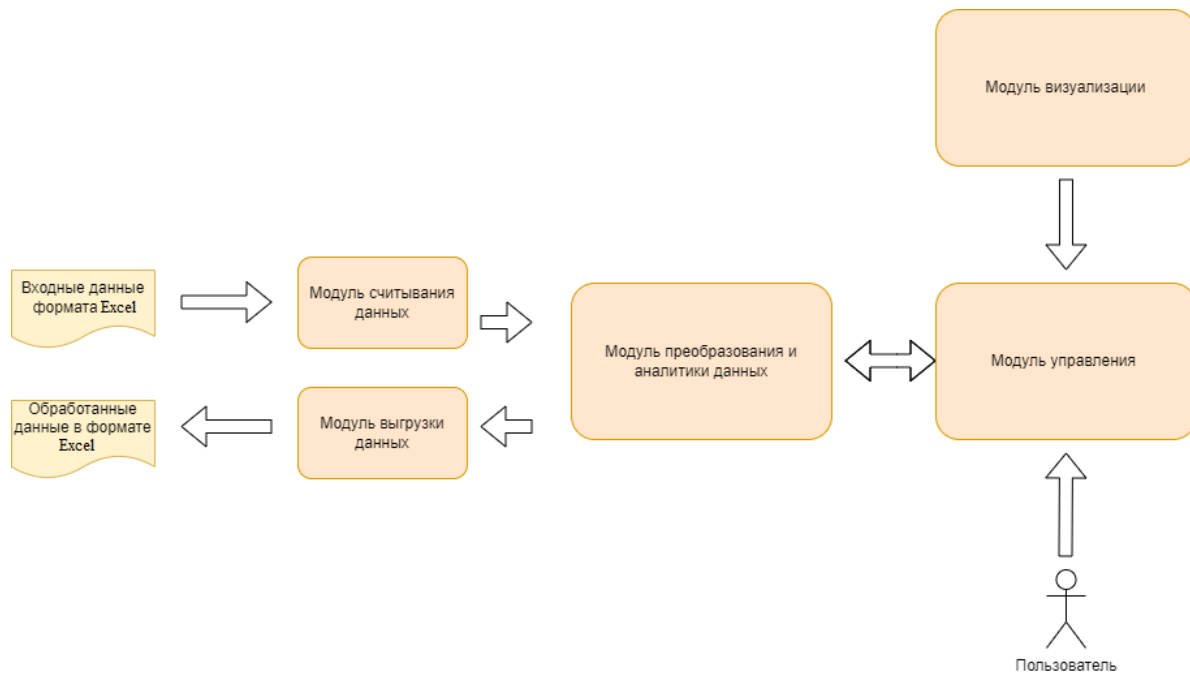 Модуль визуализации
Входные данные
формата Excel
Модуль считывания
данных
Модуль преобразования и
аналитики данных
Модуль управления
Обработанные
данные в формате
Excel
Модуль выгрузки
данных
Пользователь